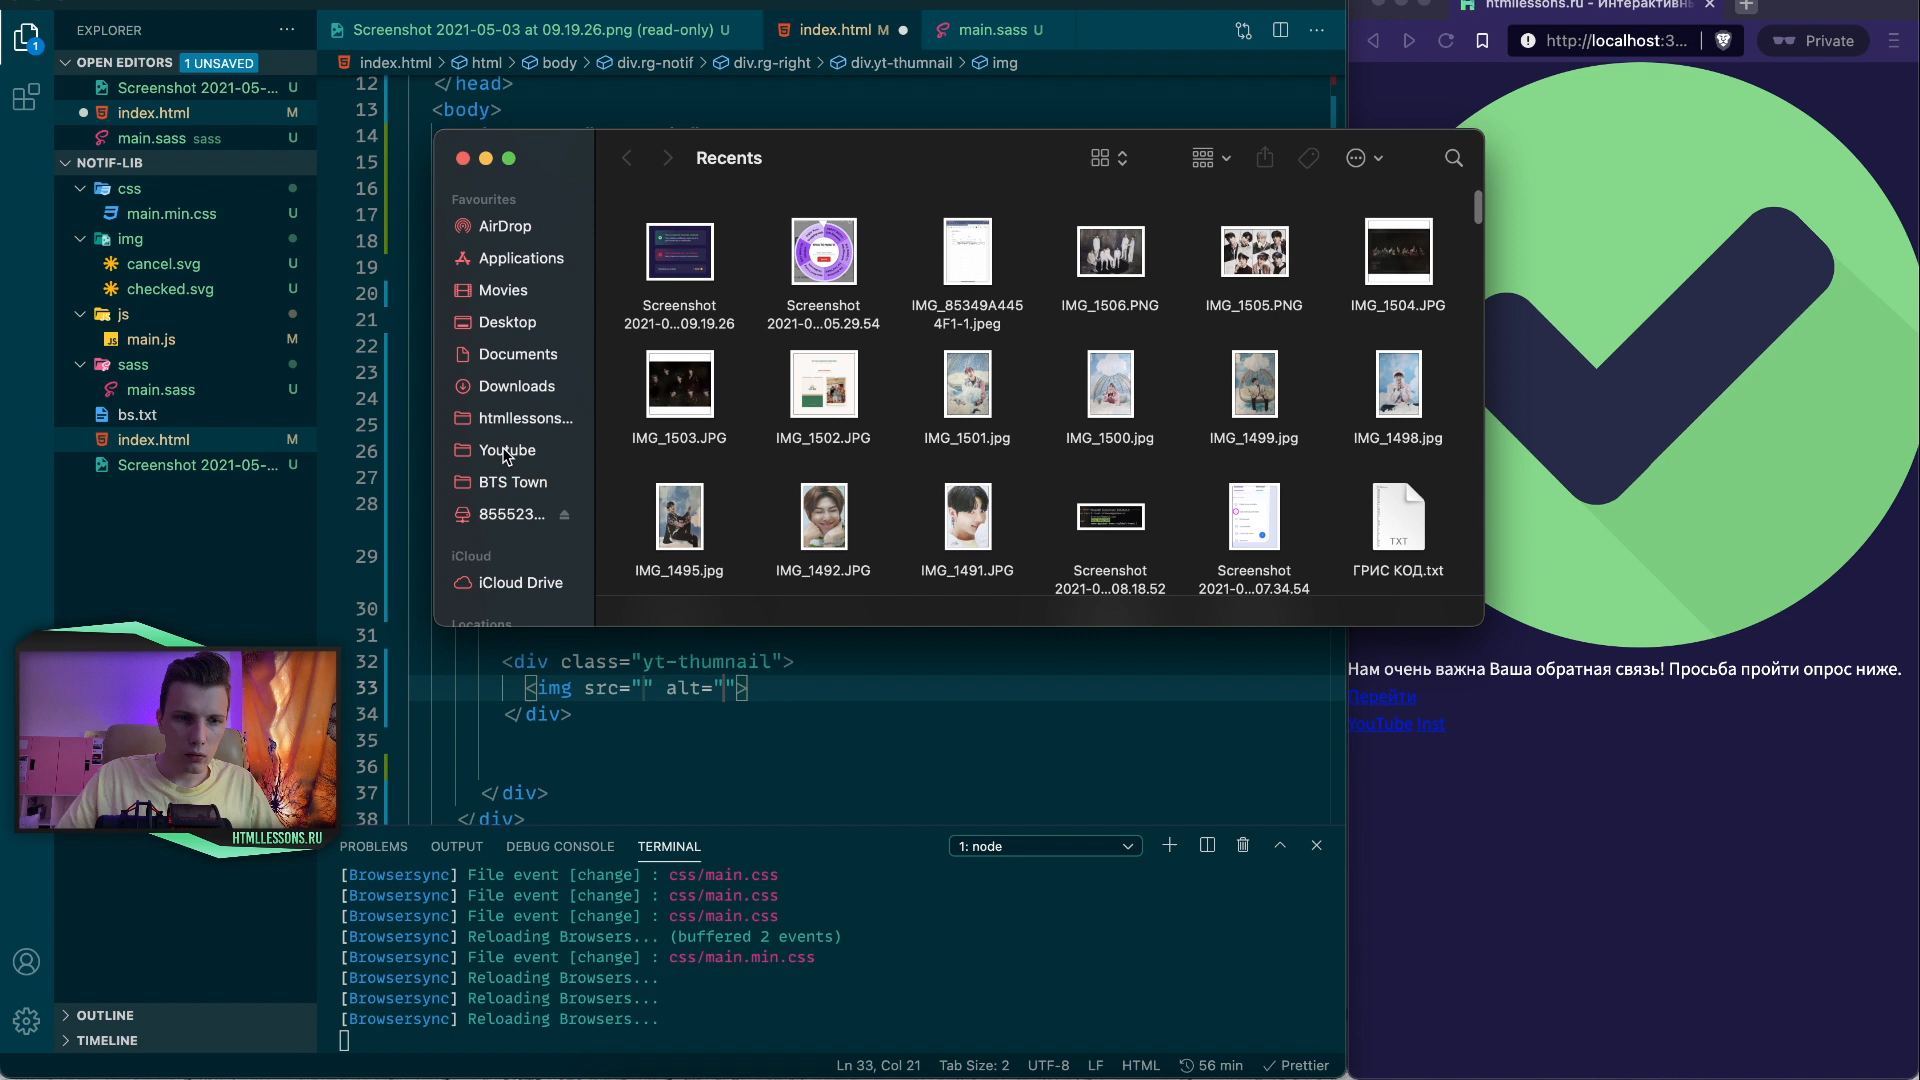 EXPLORER
OPEN EDITORS 1 UNSAVED
Screenshot 2021-05-... U
index.html M
main.sass sass U
NOTIF-LIB
css
main.min.css U
img
cancel.svg U
checked.svg U
js
main.js M
sass
main.sass U
bs.txt
index.html M
Screenshot 2021-05-... U
OUTLINE
TIMELINE
1
HTMLLESSONS.RU
Screenshot 2021-05-03 at 09.19.26.png (read-only) U
index.html M
main.sass U
index.html > html > body > div.rg-notif > div.rg-right > div.yt-thumnail > img
12 </head>
13 <body>
14
15
16
17
18
19
20
21
22
23
24
25
26
27
28
29
30
31
32 <div class="yt-thumnail">
33 <img src="" alt="">
34 </div>
35
36
37 </div>
38 </div>
Favourites
AirDrop
Applications
Movies
Desktop
Documents
Downloads
htmllessons...
Youtube
BTS Town
855523...
iCloud
iCloud Drive
Locations
Recents
Screenshot
2021-0...09.19.26
Screenshot
2021-0...05.29.54
IMG_85349A445
4F1-1.jpeg
IMG_1506.PNG
IMG_1505.PNG
IMG_1504.JPG
IMG_1503.JPG
IMG_1502.JPG
IMG_1501.jpg
IMG_1500.jpg
IMG_1499.jpg
IMG_1498.jpg
IMG_1495.jpg
IMG_1492.JPG
IMG_1491.JPG
Screenshot
2021-0...08.18.52
Screenshot
2021-0...07.34.54
TXT
ГРИС КОД.txt
PROBLEMS OUTPUT DEBUG CONSOLE TERMINAL 1: node
[Browsersync] File event [change] : css/main.css
[Browsersync] File event [change] : css/main.css
[Browsersync] File event [change] : css/main.css
[Browsersync] Reloading Browsers... (buffered 2 events)
[Browsersync] File event [change] : css/main.min.css
[Browsersync] Reloading Browsers...
[Browsersync] Reloading Browsers...
[Browsersync] Reloading Browsers...
Ln 33, Col 21 Tab Size: 2 UTF-8 LF HTML 56 min Prettier
htmllessons.ru - Интерактивн
http://localhost:3... Private
Нам очень важна Ваша обратная связь! Просьба пройти опрос ниже.
Перейти
YouTube Inst